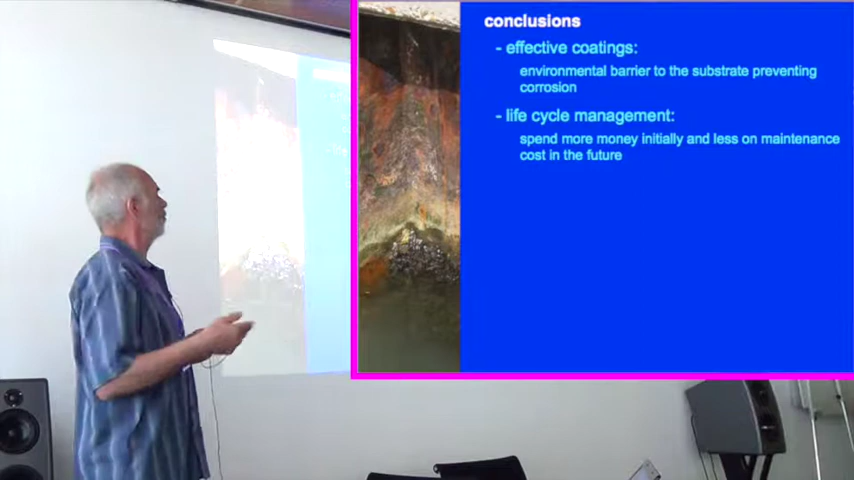 conclusions
- effective coatings:
environmental barrier to the substrate preventing
corrosion
- life cycle management:
spend more money initially and less on maintenance
cost in the future